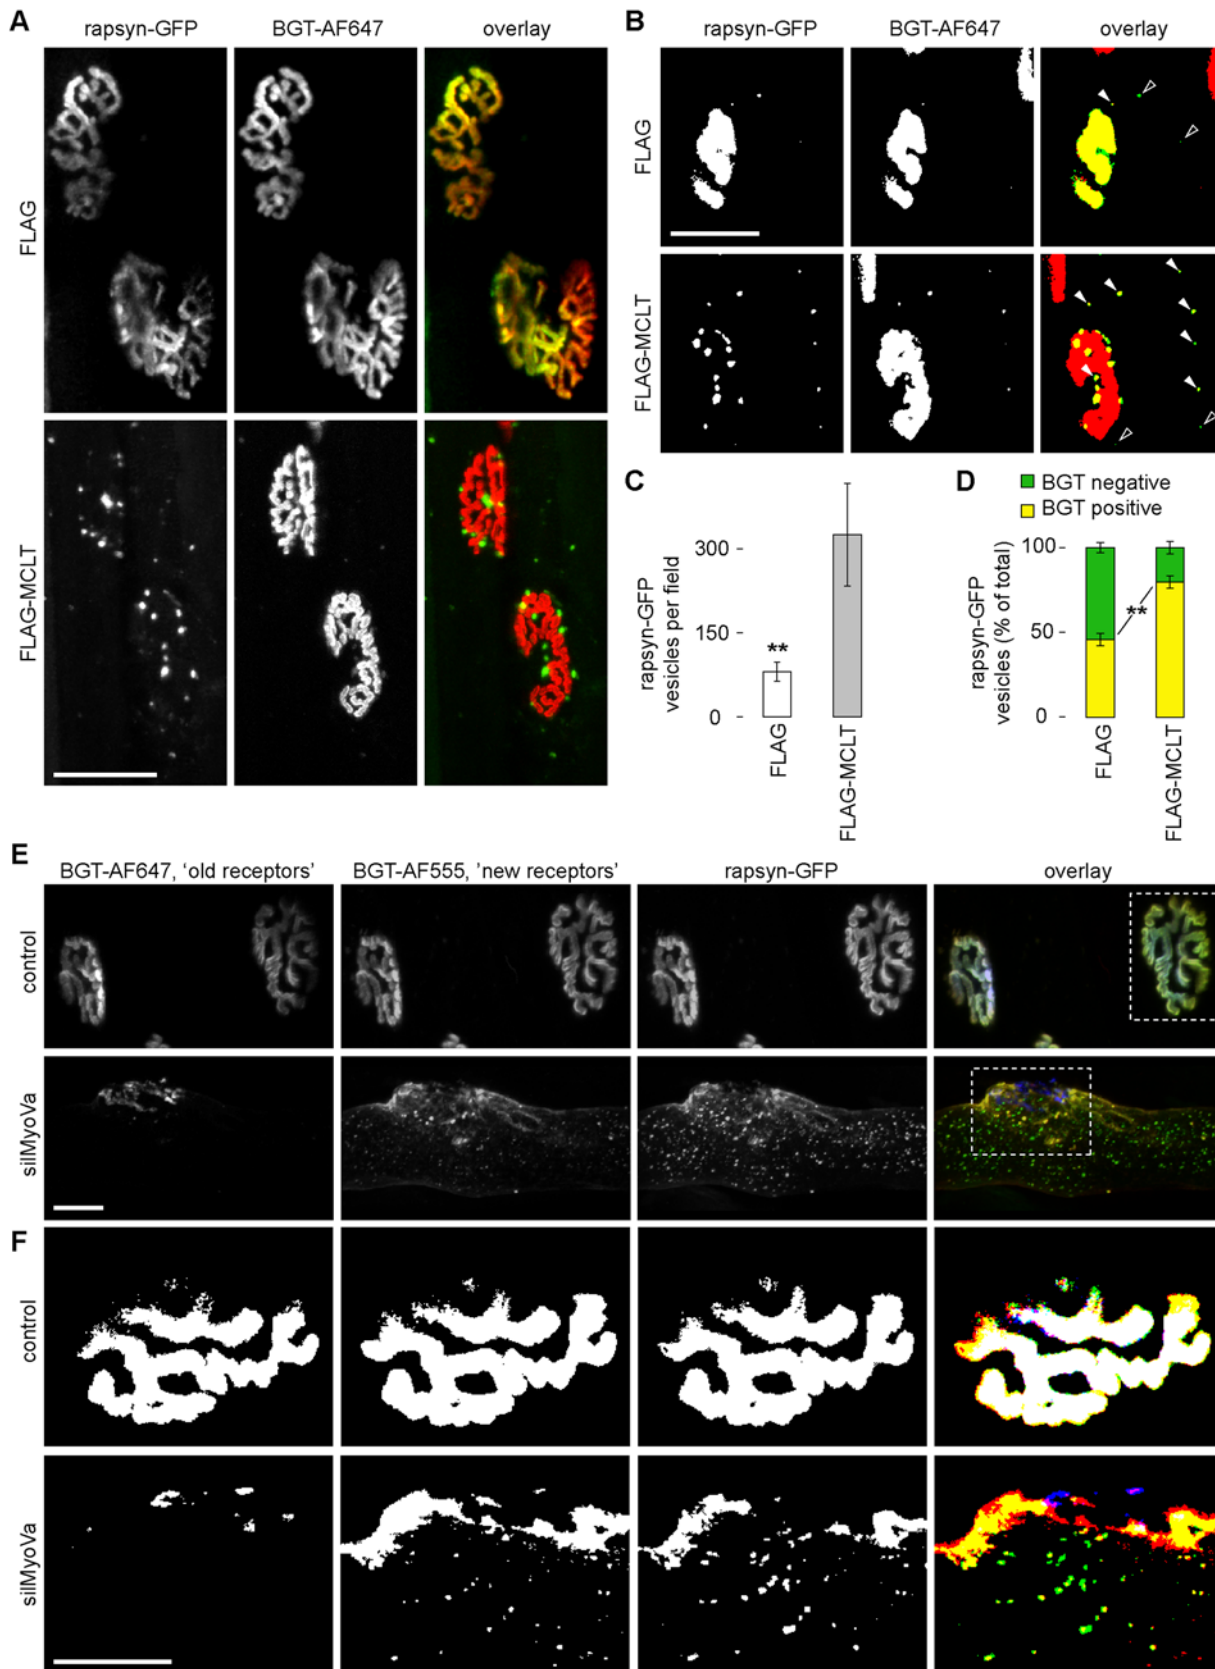 A
rapsyn-GFP BGT-AF647 overlay
FLAG
FLAG-MCLT
B
rapsyn-GFP BGT-AF647 overlay
FLAG
FLAG-MCLT
C
rapsyn-GFP
vesicles per field
300
150
0
**
FLAG
FLAG-MCLT
D
BGT negative
BGT positive
rapsyn-GFP
vesicles (% of total)
100
50
0
**
FLAG
FLAG-MCLT
E
BGT-AF647, 'old receptors' BGT-AF555, 'new receptors' rapsyn-GFP overlay
control
silMyoVa
F
control
silMyoVa